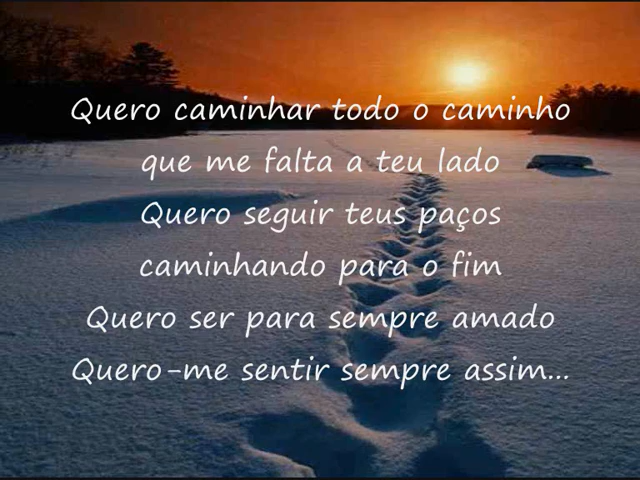 Quero caminhar todo o caminho
que me falta a teu lado
Quero seguir teus paços
caminhando para o fim
Quero ser para sempre amado
Quero-me sentir sempre assim...